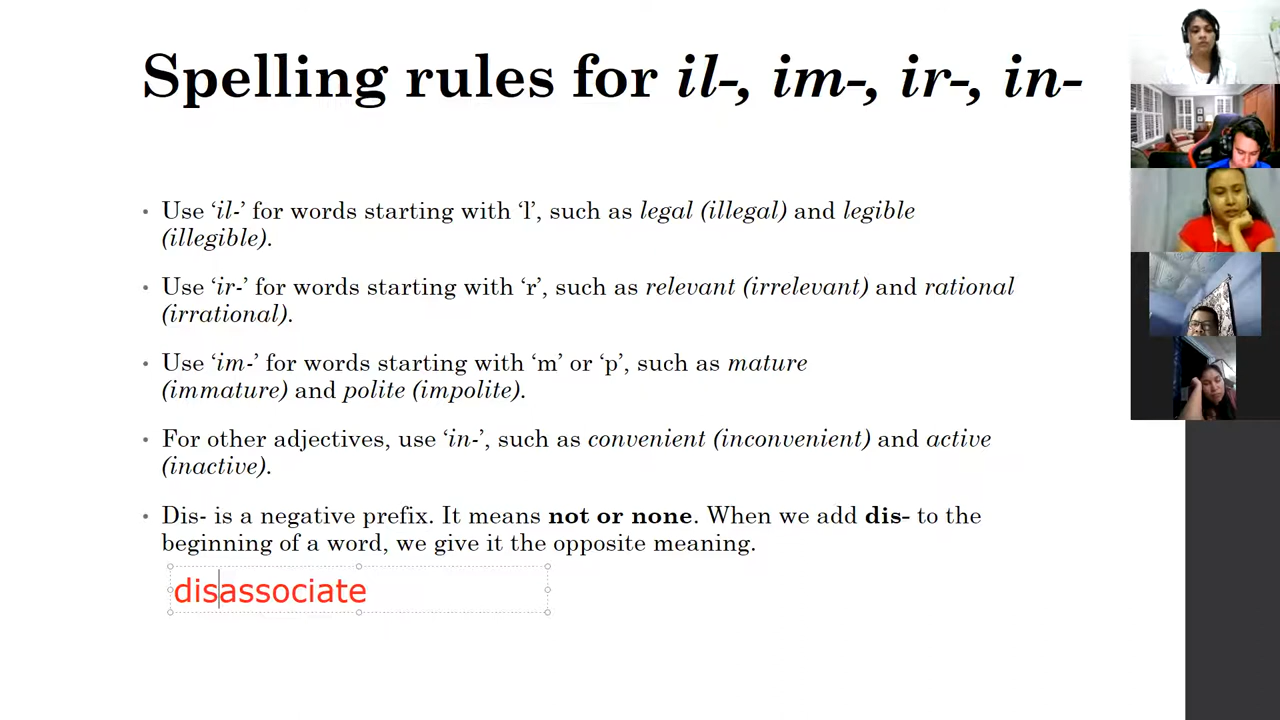 Spelling rules for il-, im-, ir-, in-
• Use ‘il-’ for words starting with ‘l’, such as legal (illegal) and legible
(illegible).
• Use ‘ir-’ for words starting with ‘r’, such as relevant (irrelevant) and rational
(irrational).
• Use ‘im-’ for words starting with ‘m’ or ‘p’, such as mature
(immature) and polite (impolite).
• For other adjectives, use ‘in-’, such as convenient (inconvenient) and active
(inactive).
• Dis- is a negative prefix. It means not or none. When we add dis- to the
beginning of a word, we give it the opposite meaning.
disassociate